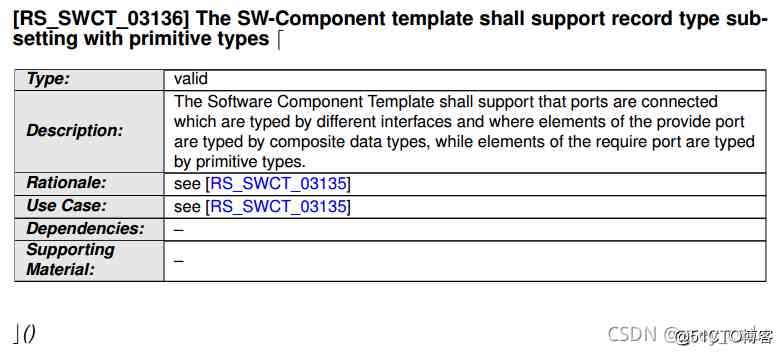 [RS_SWCT_03136] The SW-Component template shall support record type sub-
setting with primitive types ⌈
Type: valid
Description: The Software Component Template shall support that ports are connected
which are typed by different interfaces and where elements of the provide port
are typed by composite data types, while elements of the require port are typed
by primitive types.
Rationale: see [RS_SWCT_03135]
Use Case: see [RS_SWCT_03135]
Dependencies: –
Supporting
Material: –
⌋()
CSDN
@51CTO博客